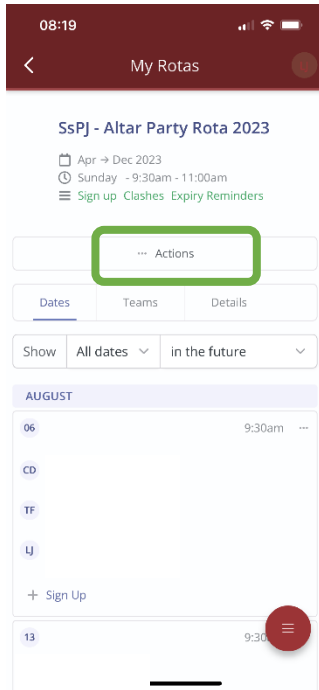 08:19
My Rotas
SsPJ - Altar Party Rota 2023
Apr → Dec 2023
Sunday - 9:30am - 11:00am
Sign up Clashes Expiry Reminders
··· Actions
Dates Teams Details
Show All dates in the future
AUGUST
06 9:30am ···
CD
TF
LJ
+ Sign Up
13 9:30